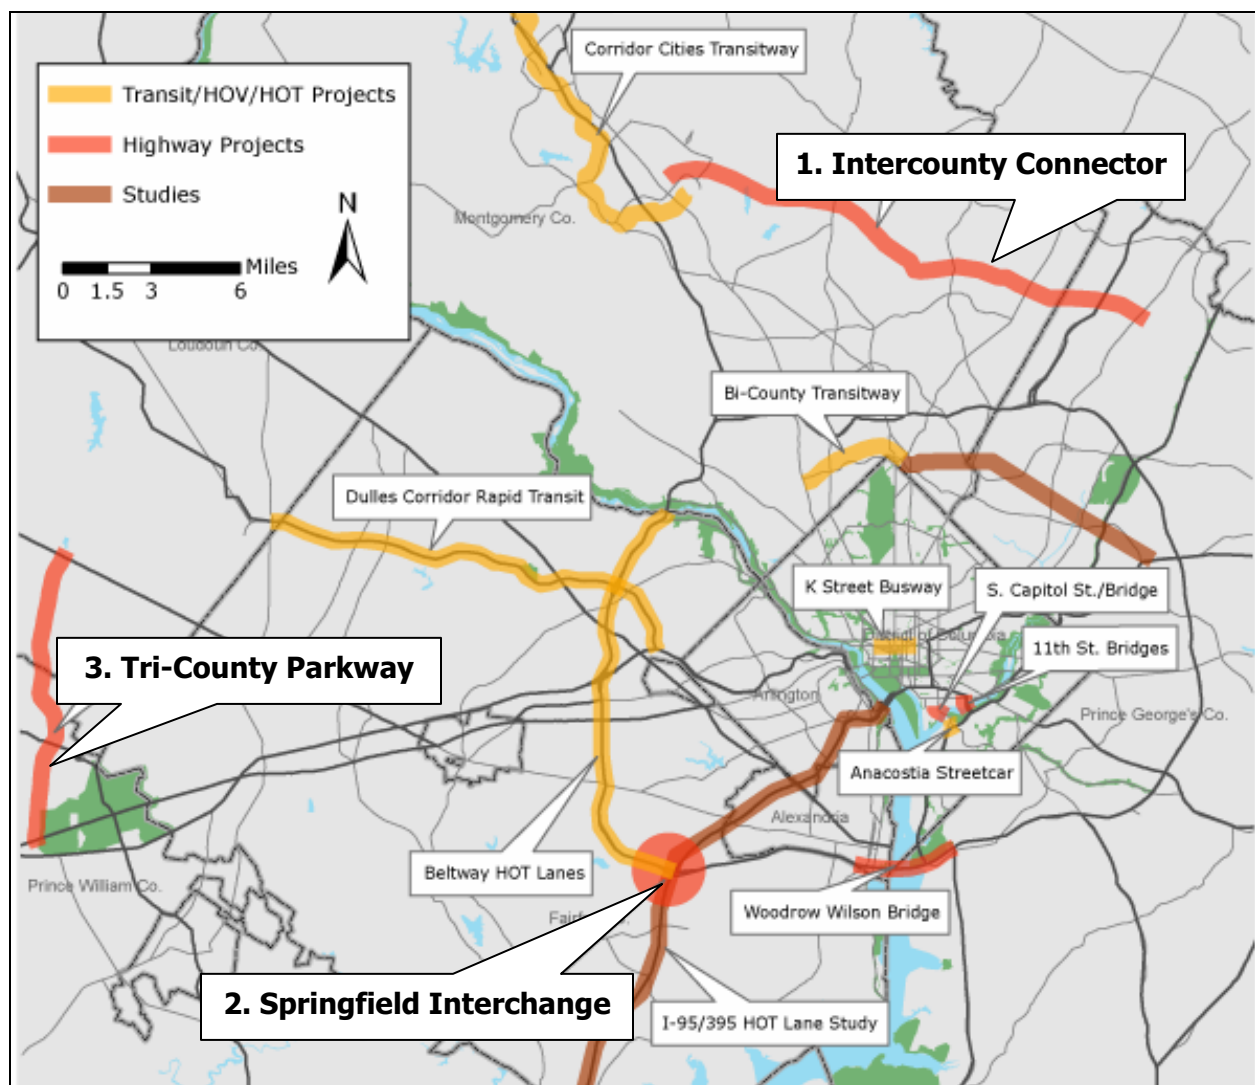 Corridor Cities Transitway
Transit/HOV/HOT Projects
Highway Projects
Studies
N
Miles
0 1.5 3 6
1. Intercounty Connector
Montgomery Co.
Loudoun Co.
Bi-County Transitway
Dulles Corridor Rapid Transit
K Street Busway
S. Capitol St./Bridge
District of Columbia
11th St. Bridges
3. Tri-County Parkway
Arlington
Prince George's Co.
Anacostia Streetcar
Alexandria
Beltway HOT Lanes
Prince William Co.
Woodrow Wilson Bridge
2. Springfield Interchange
I-95/395 HOT Lane Study